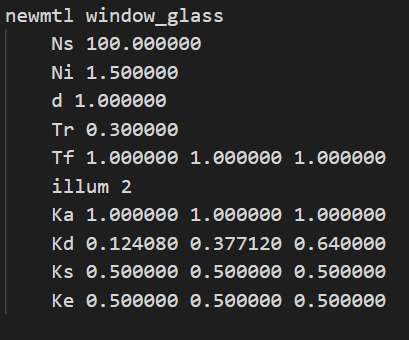 newmtl window_glass
Ns 100.000000
Ni 1.500000
d 1.000000
Tr 0.300000
Tf 1.000000 1.000000 1.000000
illum 2
Ka 1.000000 1.000000 1.000000
Kd 0.124080 0.377120 0.640000
Ks 0.500000 0.500000 0.500000
Ke 0.500000 0.500000 0.500000